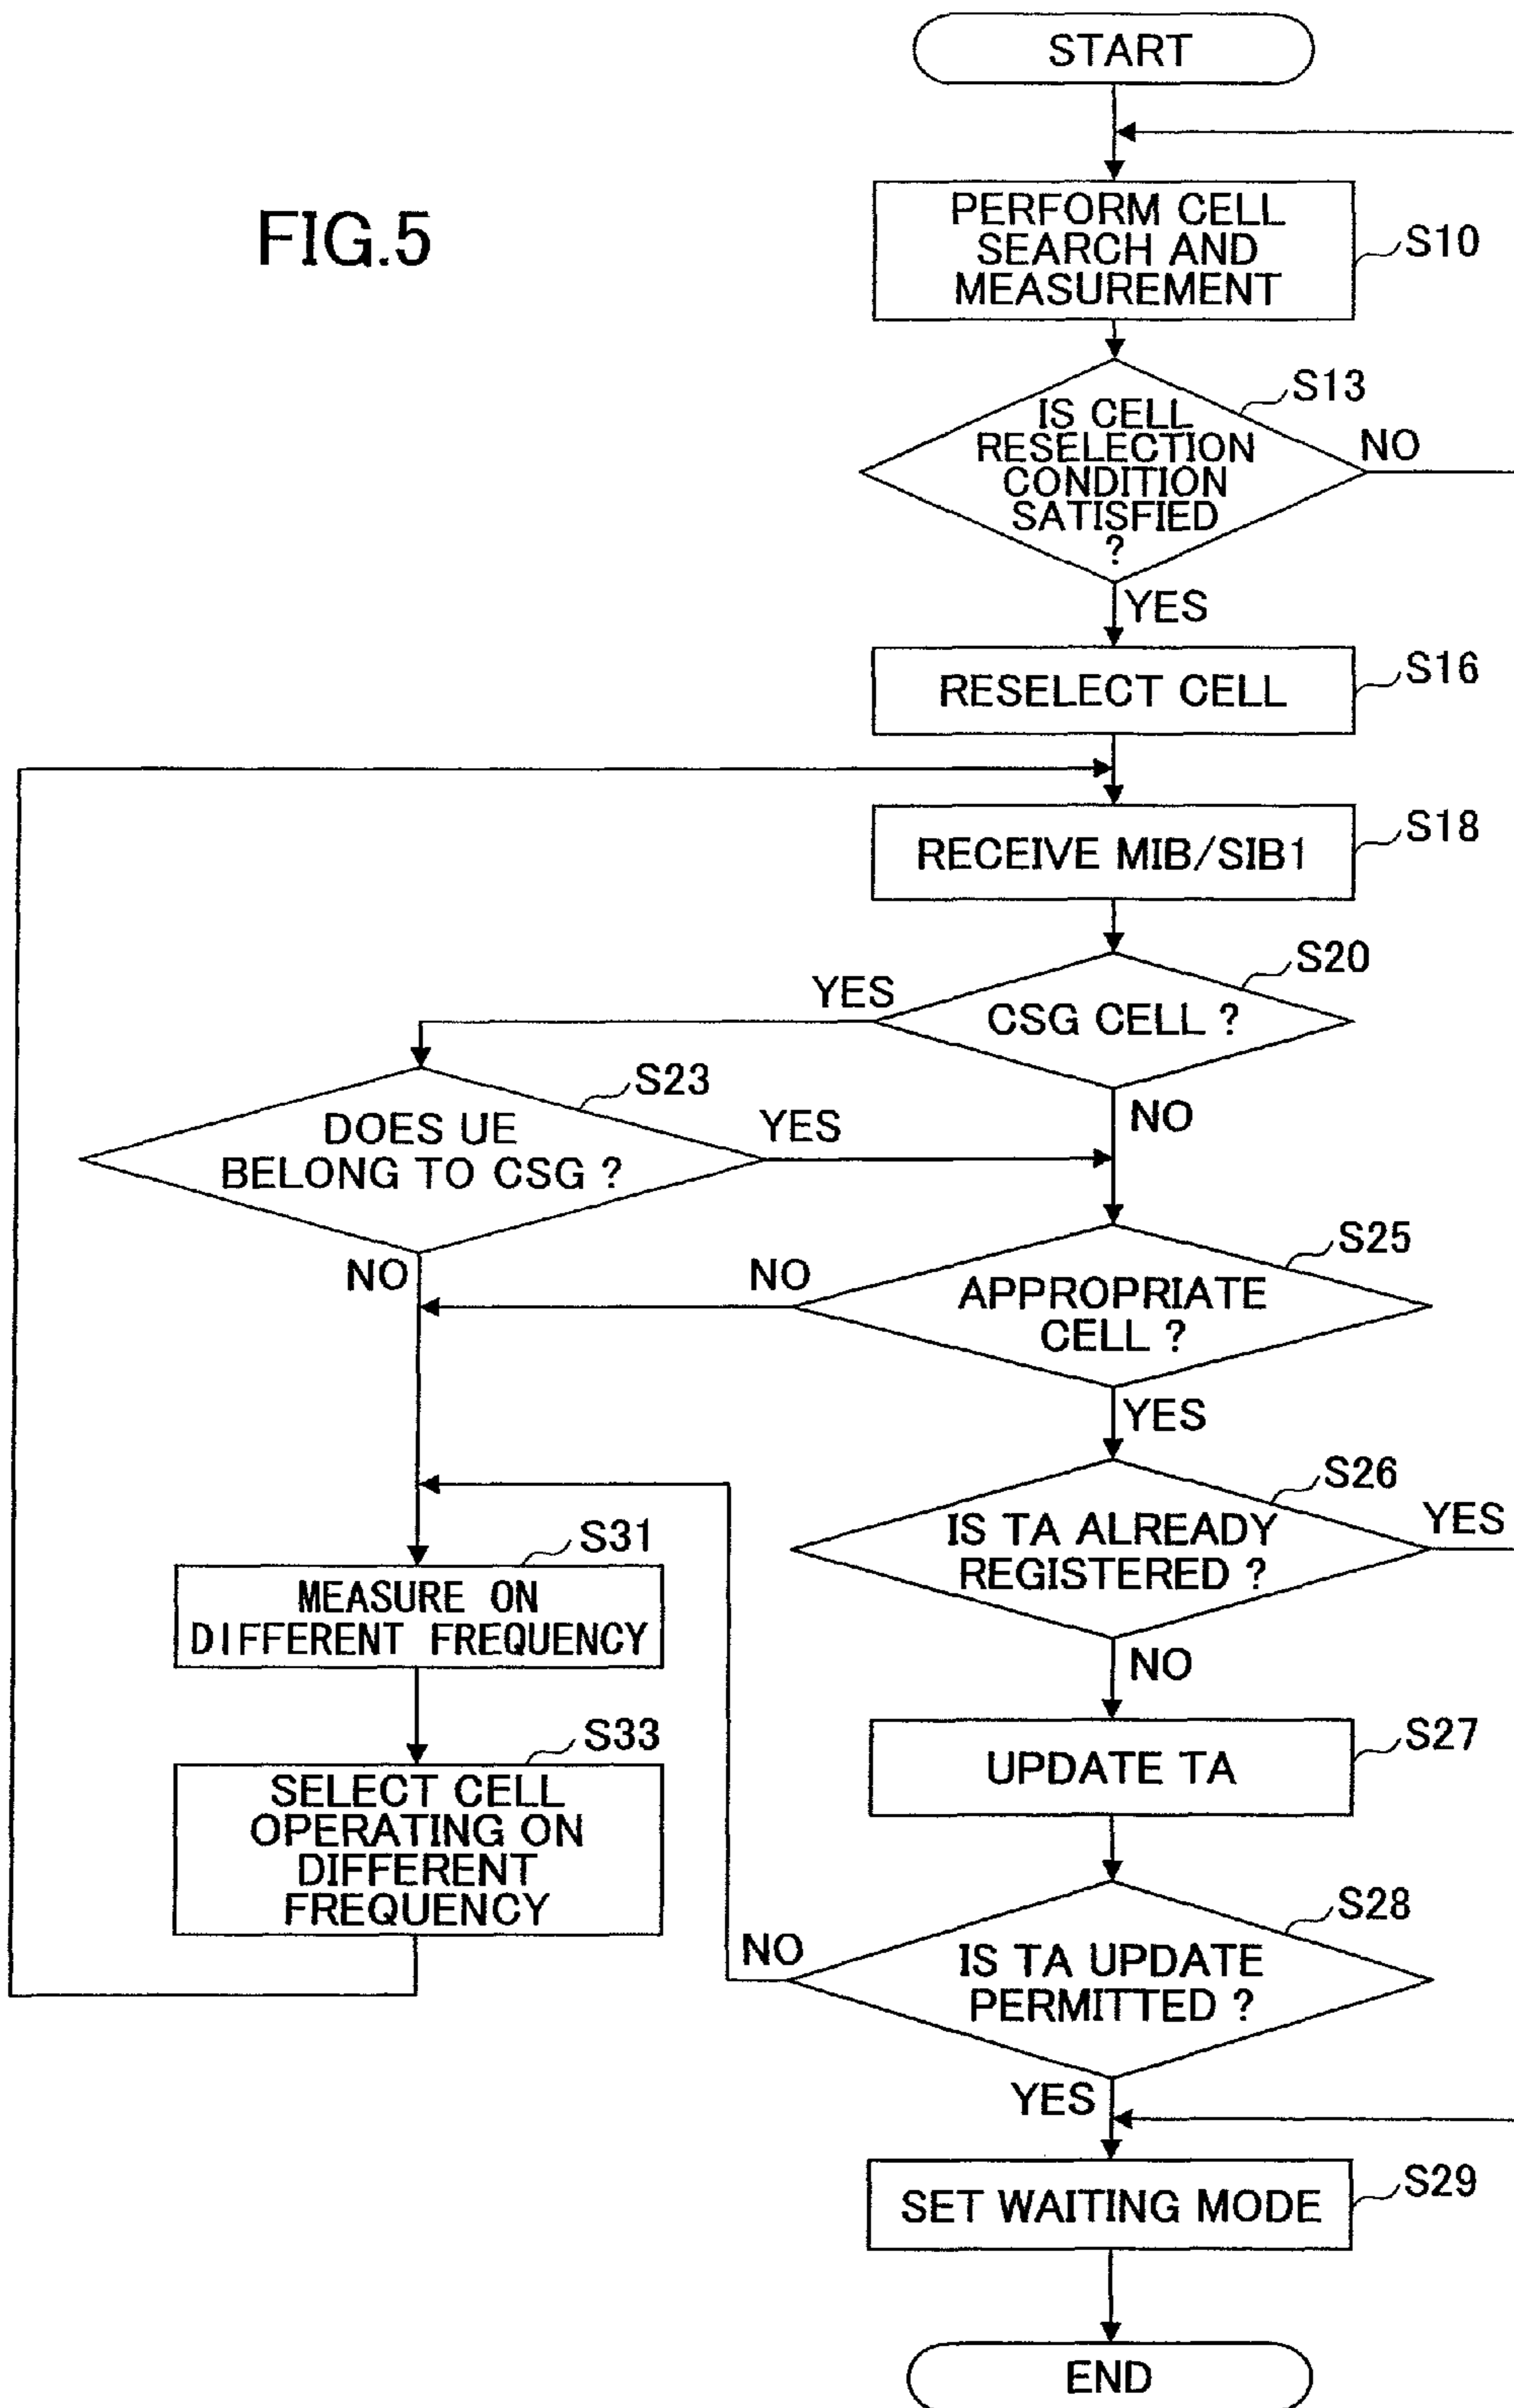 START
FIG.5
PERFORM CELL
SEARCH AND
MEASUREMENT
S10
S13
IS CELL
RESELECTION
CONDITION
SATISFIED
?
NO
YES
RESELECT CELL
S16
RECEIVE MIB/SIB1
S18
S20
YES
CSG CELL ?
NO
S23
DOES UE
BELONG TO CSG ?
YES
NO
S25
NO
APPROPRIATE
CELL ?
YES
S26
IS TA ALREADY
REGISTERED ?
YES
NO
S31
MEASURE ON
DIFFERENT FREQUENCY
S33
SELECT CELL
OPERATING ON
DIFFERENT
FREQUENCY
UPDATE TA
S27
S28
NO
IS TA UPDATE
PERMITTED ?
YES
SET WAITING MODE
S29
END